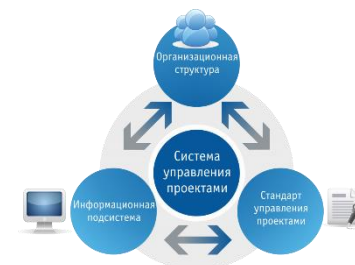 Организационная
структура
Система
управления
проектами
Информационная
подсистема
Стандарт
управления
проектами